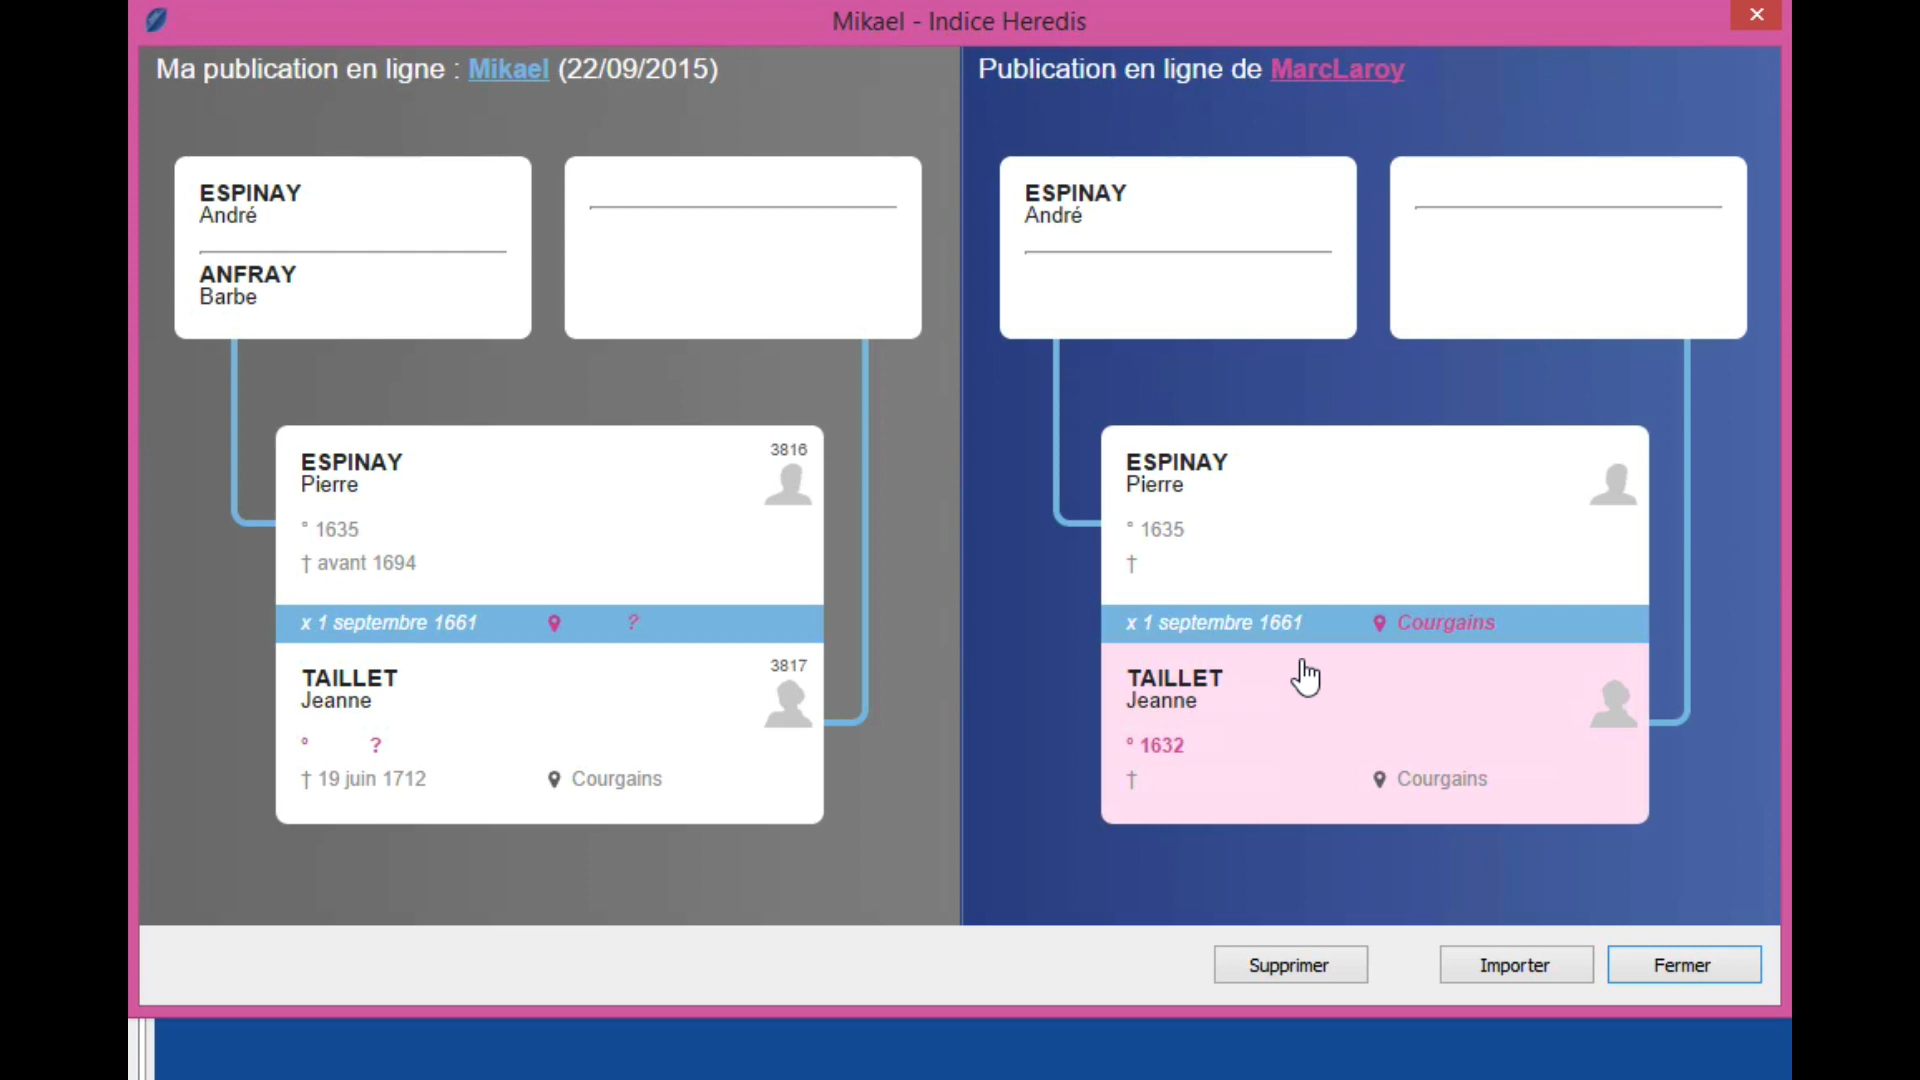 Mikael - Indice Heredis
Ma publication en ligne : Mikael (22/09/2015)
ESPINAY
André
ANFRAY
Barbe
3816
ESPINAY
Pierre
° 1635
† avant 1694
x 1 septembre 1661 ?
3817
TAILLET
Jeanne
° ?
† 19 juin 1712 Courgains
Publication en ligne de MarcLaroy
ESPINAY
André
ESPINAY
Pierre
° 1635
†
x 1 septembre 1661 Courgains
TAILLET
Jeanne
° 1632
† Courgains
Supprimer Importer Fermer